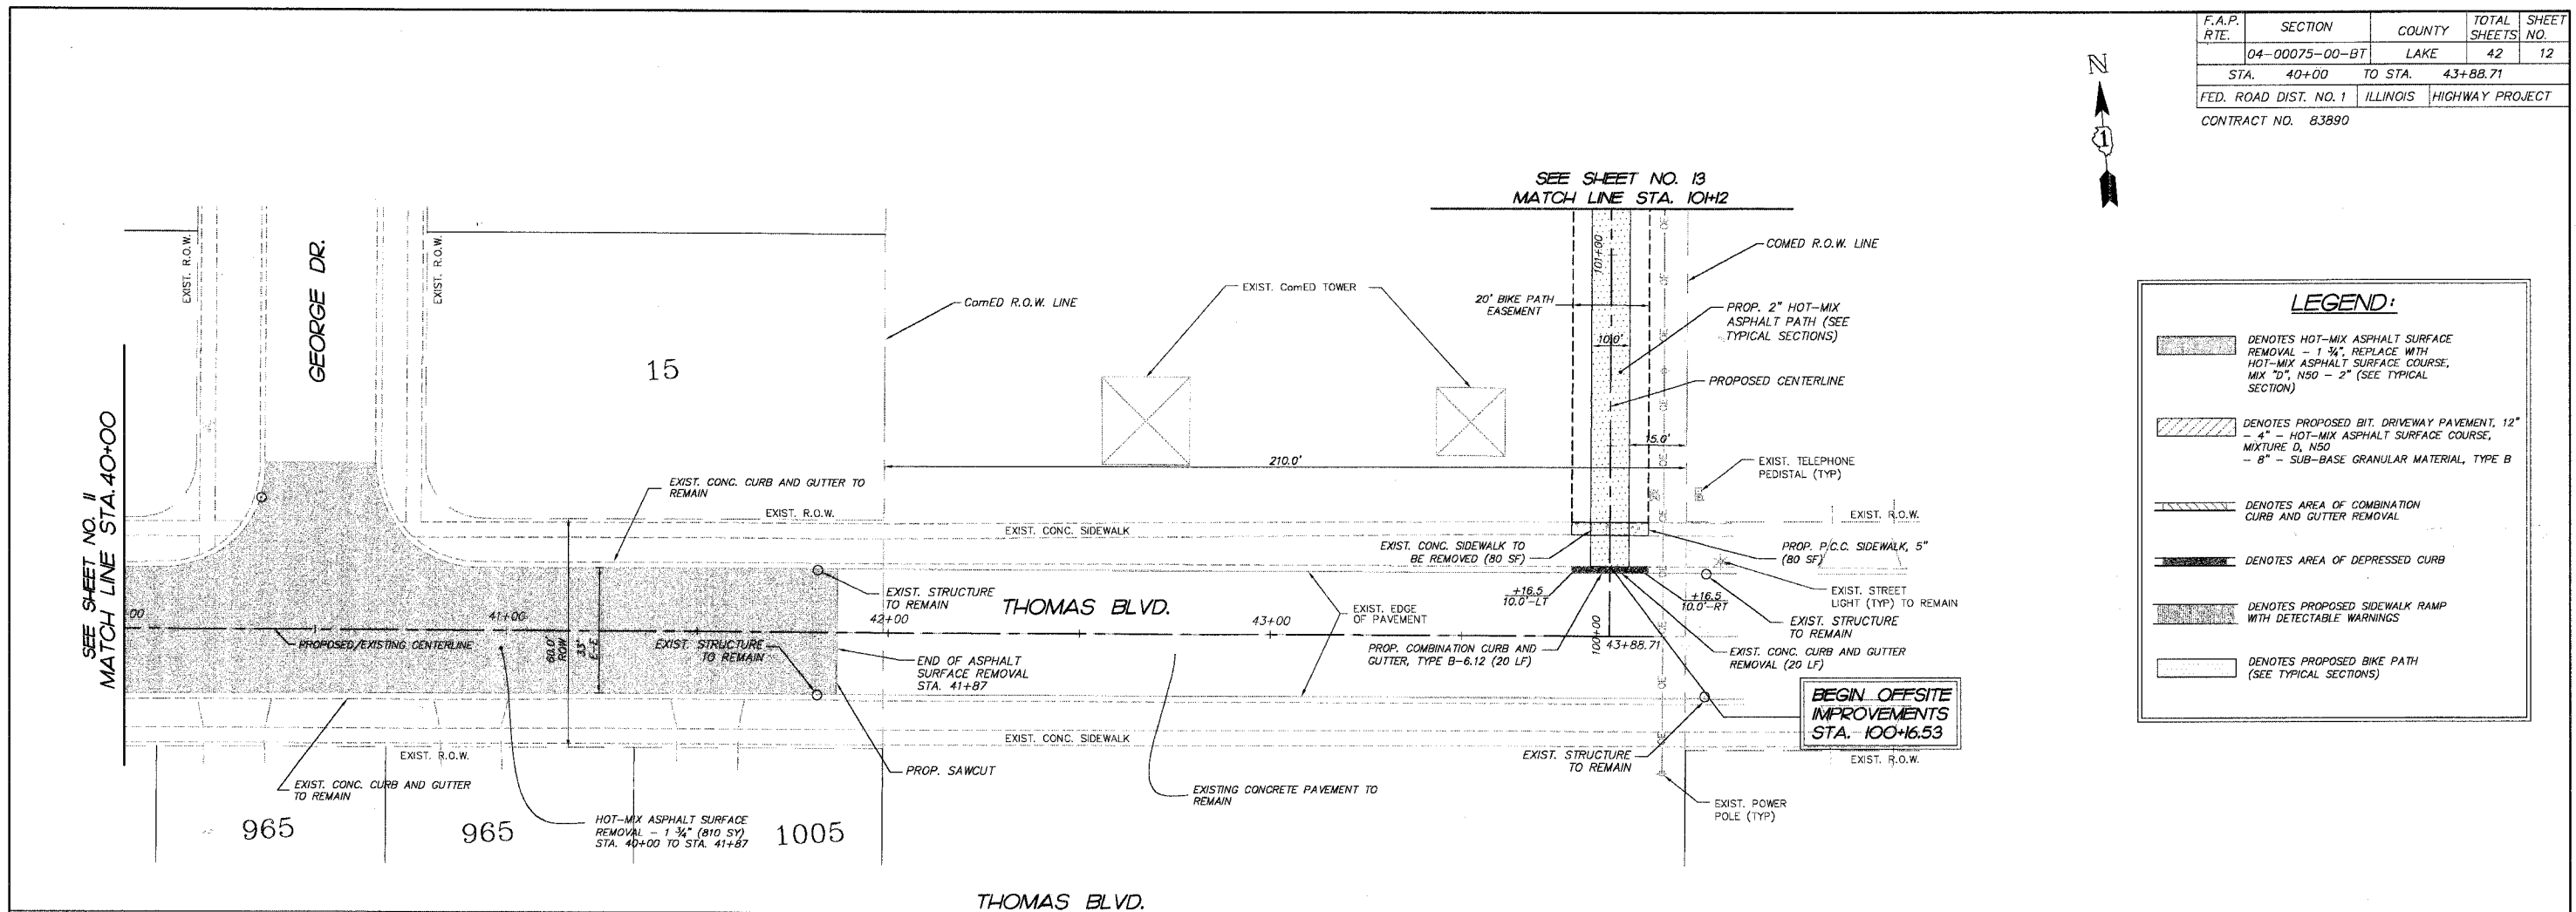 F.A.P. RTE. SECTION COUNTY TOTAL SHEETS SHEET NO.
04-00075-00-BT LAKE 42 12
STA. 40+00 TO STA. 43+88.71
FED. ROAD DIST. NO. 1 ILLINOIS HIGHWAY PROJECT
CONTRACT NO. 83890
N
1
SEE SHEET NO. 13
MATCH LINE STA. 101+12
SEE SHEET NO. 11
MATCH LINE STA. 40+00
EXIST. R.O.W.
GEORGE DR.
EXIST. R.O.W.
15
ComED R.O.W. LINE
EXIST. ComED TOWER
20' BIKE PATH
EASEMENT
101+00
10.0'
COMED R.O.W. LINE
PROP. 2" HOT-MIX
ASPHALT PATH (SEE
TYPICAL SECTIONS)
PROPOSED CENTERLINE
15.0'
210.0'
OE
OE
OE
OE
OE
EXIST. TELEPHONE
PEDISTAL (TYP)
EXIST. CONC. CURB AND GUTTER TO
REMAIN
EXIST. R.O.W.
EXIST. CONC. SIDEWALK
EXIST. R.O.W.
EXIST. CONC. SIDEWALK TO
BE REMOVED (80 SF)
PROP. P.C.C. SIDEWALK, 5"
(80 SF)
EXIST. STRUCTURE
TO REMAIN
THOMAS BLVD.
EXIST. EDGE
OF PAVEMENT
+16.5
10.0'-LT
+16.5
10.0'-RT
EXIST. STREET
LIGHT (TYP) TO REMAIN
EXIST. STRUCTURE
TO REMAIN
00
41+00
42+00
43+00
100+00
43+88.71
PROPOSED/EXISTING CENTERLINE
60.0'
ROW
33'
E-E
EXIST. STRUCTURE
TO REMAIN
END OF ASPHALT
SURFACE REMOVAL
STA. 41+87
PROP. COMBINATION CURB AND
GUTTER, TYPE B-6.12 (20 LF)
EXIST. CONC. CURB AND GUTTER
REMOVAL (20 LF)
BEGIN OFFSITE
IMPROVEMENTS
STA. 100+16.53
EXIST. CONC. SIDEWALK
EXIST. R.O.W.
EXIST. STRUCTURE
TO REMAIN
EXIST. R.O.W.
PROP. SAWCUT
EXIST. CONC. CURB AND GUTTER
TO REMAIN
EXISTING CONCRETE PAVEMENT TO
REMAIN
EXIST. POWER
POLE (TYP)
965
965
HOT-MIX ASPHALT SURFACE
REMOVAL - 1 ¾" (810 SY)
STA. 40+00 TO STA. 41+87
1005
THOMAS BLVD.
LEGEND:
DENOTES HOT-MIX ASPHALT SURFACE
REMOVAL - 1 ¾", REPLACE WITH
HOT-MIX ASPHALT SURFACE COURSE,
MIX "D", N50 - 2" (SEE TYPICAL
SECTION)
DENOTES PROPOSED BIT. DRIVEWAY PAVEMENT, 12"
- 4" - HOT-MIX ASPHALT SURFACE COURSE,
MIXTURE D, N50
- 8" - SUB-BASE GRANULAR MATERIAL, TYPE B
DENOTES AREA OF COMBINATION
CURB AND GUTTER REMOVAL
DENOTES AREA OF DEPRESSED CURB
DENOTES PROPOSED SIDEWALK RAMP
WITH DETECTABLE WARNINGS
DENOTES PROPOSED BIKE PATH
(SEE TYPICAL SECTIONS)